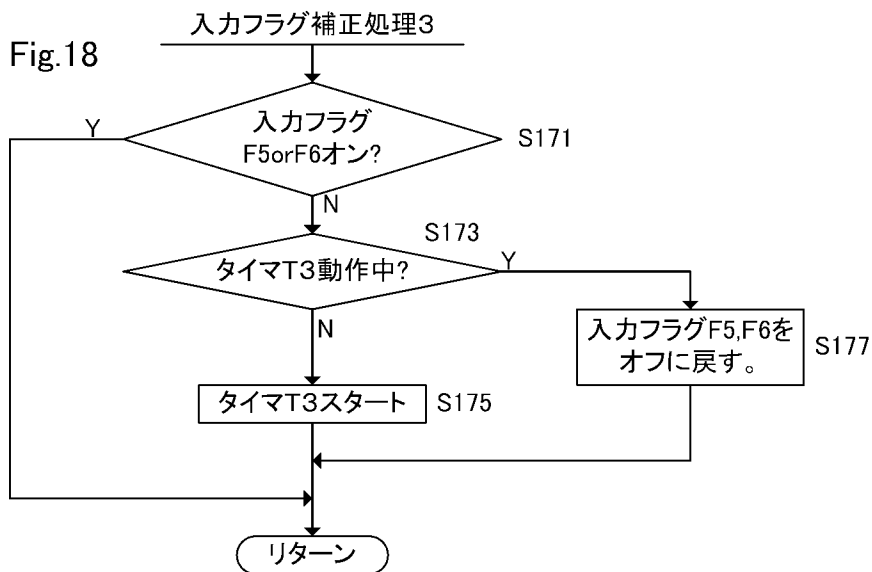 入力フラグ補正処理3
Fig.18
Y
入力フラグ
F5orF6オン?
S171
N
S173
タイマT3動作中?
Y
N
入力フラグF5,F6を
オフに戻す。
S177
タイマT3スタート
S175
リターン